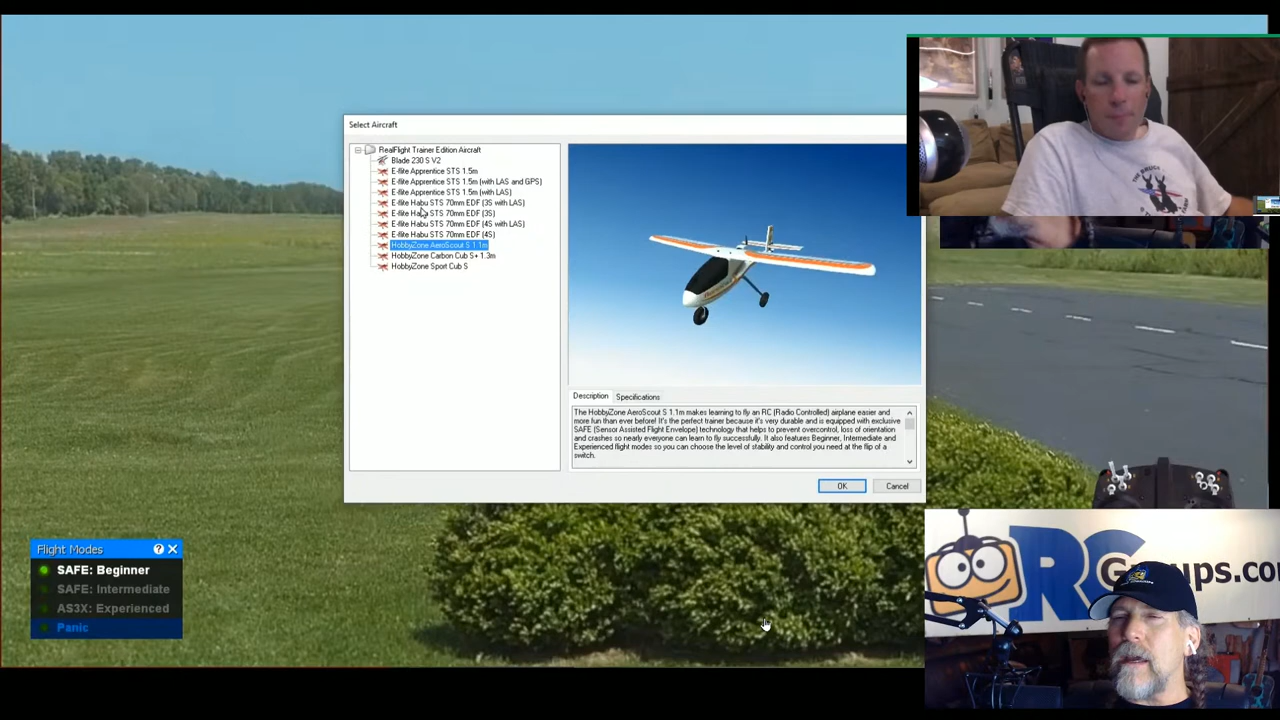 Select Aircraft
RealFlight Trainer Edition Aircraft
Blade 230 S V2
E-flite Apprentice STS 1.5m
E-flite Apprentice STS 1.5m (with LAS and GPS)
E-flite Apprentice STS 1.5m (with LAS)
E-flite Habu STS 70mm EDF (3S with LAS)
E-flite Habu STS 70mm EDF (3S)
E-flite Habu STS 70mm EDF (4S with LAS)
E-flite Habu STS 70mm EDF (4S)
HobbyZone AeroScout S 1.1m
HobbyZone Carbon Cub S+ 1.3m
HobbyZone Sport Cub S
Description Specifications
The HobbyZone AeroScout S 1.1m makes learning to fly an RC (Radio Controlled) airplane easier and
more fun than ever before! It's the perfect trainer because it's very durable and is equipped with exclusive
SAFE (Sensor Assisted Flight Envelope) technology that helps to prevent overcontrol, loss of orientation
and crashes so nearly everyone can learn to fly successfully. It also features Beginner, Intermediate and
Experienced flight modes so you can choose the level of stability and control you need at the flip of a
switch.
OK Cancel
Flight Modes ?
SAFE: Beginner
SAFE: Intermediate
AS3X: Experienced
Panic
RCGroups.co